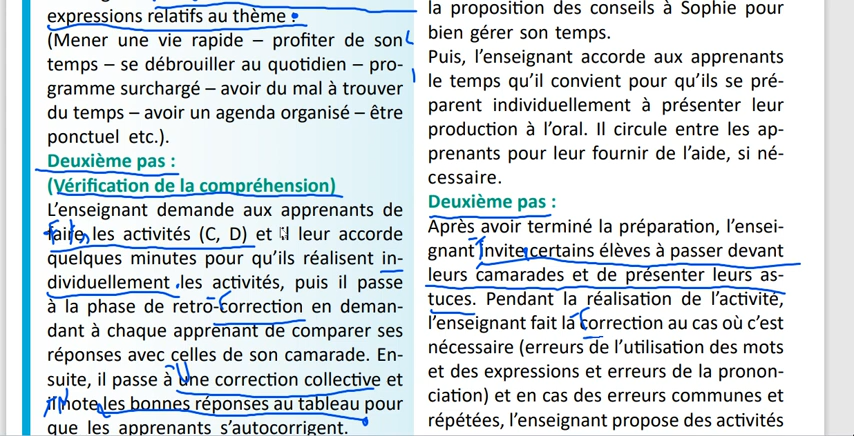 expressions relatifs au thème.
(Mener une vie rapide – profiter de son
temps – se débrouiller au quotidien – pro-
gramme surchargé – avoir du mal à trouver
du temps – avoir un agenda organisé – être
ponctuel etc.).
Deuxième pas :
(Vérification de la compréhension)
L’enseignant demande aux apprenants de
faire les activités (C, D) et il leur accorde
quelques minutes pour qu’ils réalisent in-
dividuellement les activités, puis il passe
à la phase de retro-correction en deman-
dant à chaque apprenant de comparer ses
réponses avec celles de son camarade. En-
suite, il passe à une correction collective et
il note les bonnes réponses au tableau pour
que les apprenants s’autocorrigent.
la proposition des conseils à Sophie pour
bien gérer son temps.
Puis, l’enseignant accorde aux apprenants
le temps qu’il convient pour qu’ils se pré-
parent individuellement à présenter leur
production à l’oral. Il circule entre les ap-
prenants pour leur fournir de l’aide, si né-
cessaire.
Deuxième pas :
Après avoir terminé la préparation, l’ensei-
gnant invite certains élèves à passer devant
leurs camarades et de présenter leurs as-
tuces. Pendant la réalisation de l’activité,
l’enseignant fait la correction au cas où c’est
nécessaire (erreurs de l’utilisation des mots
et des expressions et erreurs de la pronon-
ciation) et en cas des erreurs communes et
répétées, l’enseignant propose des activités